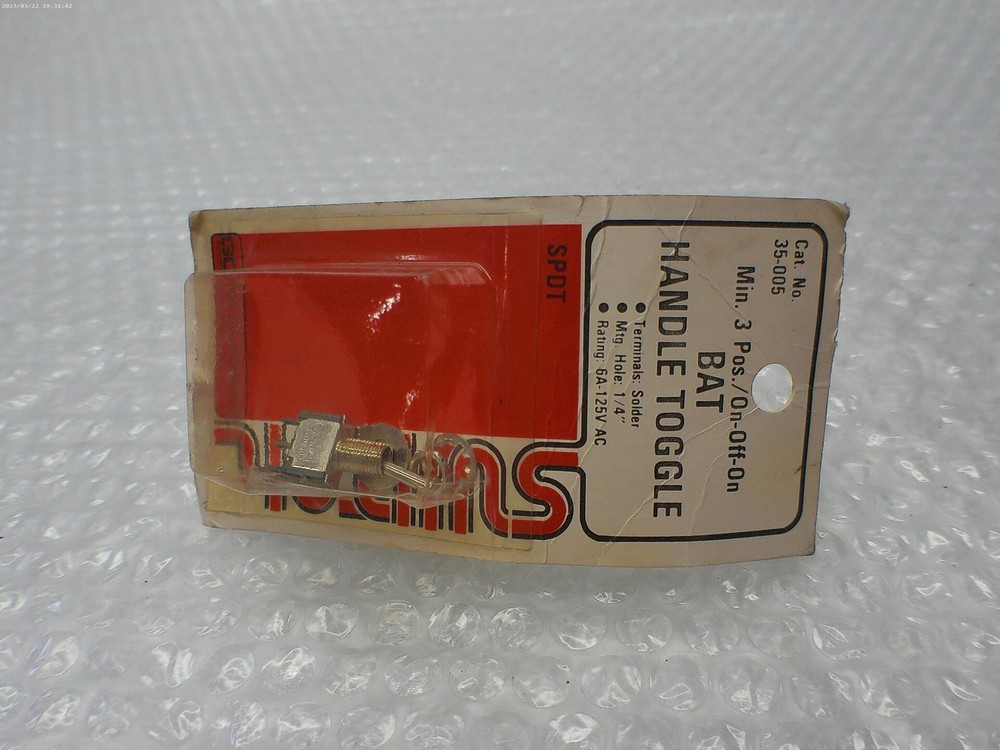 2023/03/22 19:31:42
Cat. No.
35-005
Min. 3 Pos./On-Off-On
BAT
HANDLE TOGGLE
● Terminals: Solder
● Mtg. Hole: 1/4"
● Rating: 6A-125V AC
SPDT